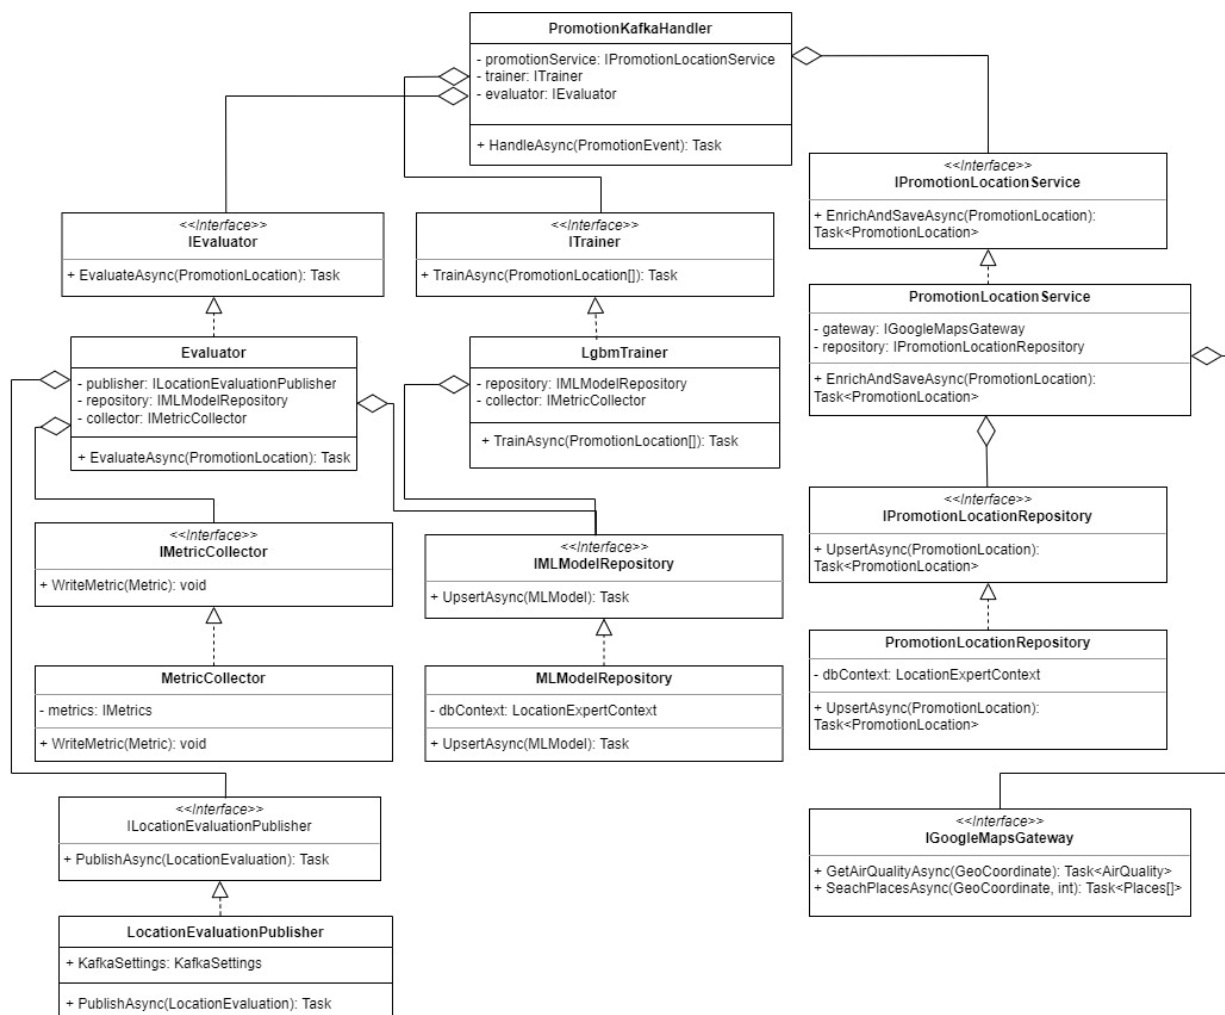 PromotionKafkaHandler
- promotionService: IPromotionLocationService
- trainer: ITrainer
- evaluator: IEvaluator
+ HandleAsync(PromotionEvent): Task
<<Interface>>
IPromotionLocationService
+ EnrichAndSaveAsync(PromotionLocation):
Task<PromotionLocation>
<<Interface>>
IEvaluator
+ EvaluateAsync(PromotionLocation): Task
<<Interface>>
ITrainer
+ TrainAsync(PromotionLocation[]): Task
PromotionLocationService
- gateway: IGoogleMapsGateway
- repository: IPromotionLocationRepository
+ EnrichAndSaveAsync(PromotionLocation):
Task<PromotionLocation>
Evaluator
- publisher: ILocationEvaluationPublisher
- repository: IMLModelRepository
- collector: IMetricCollector
+ EvaluateAsync(PromotionLocation): Task
LgbmTrainer
- repository: IMLModelRepository
- collector: IMetricCollector
+ TrainAsync(PromotionLocation[]): Task
<<Interface>>
IPromotionLocationRepository
+ UpsertAsync(PromotionLocation):
Task<PromotionLocation>
<<Interface>>
IMetricCollector
+ WriteMetric(Metric): void
<<Interface>>
IMLModelRepository
+ UpsertAsync(MLModel): Task
PromotionLocationRepository
- dbContext: LocationExpertContext
+ UpsertAsync(PromotionLocation):
Task<PromotionLocation>
MetricCollector
- metrics: IMetrics
+ WriteMetric(Metric): void
MLModelRepository
- dbContext: LocationExpertContext
+ UpsertAsync(MLModel): Task
<<Interface>>
ILocationEvaluationPublisher
+ PublishAsync(LocationEvaluation): Task
<<Interface>>
IGoogleMapsGateway
+ GetAirQualityAsync(GeoCoordinate): Task<AirQuality>
+ SeachPlacesAsync(GeoCoordinate, int): Task<Places[]>
LocationEvaluationPublisher
+ KafkaSettings: KafkaSettings
+ PublishAsync(LocationEvaluation): Task